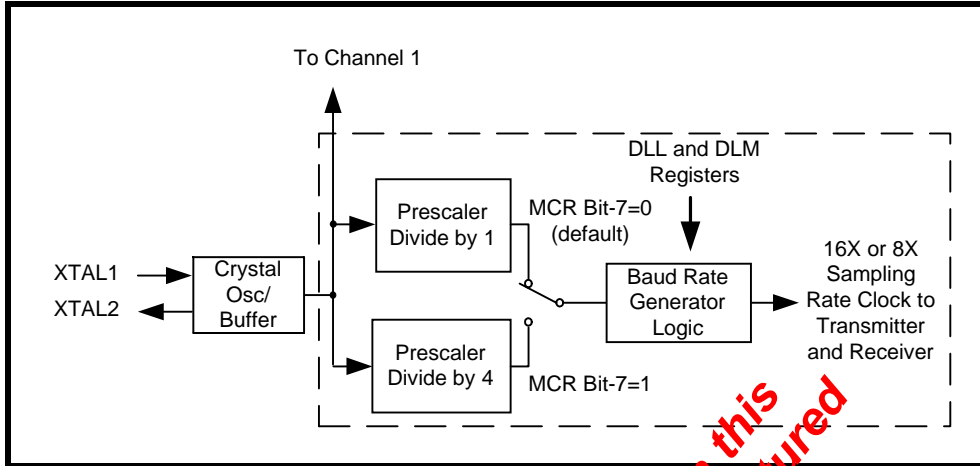 To Channel 1
DLL and DLM
Registers
Prescaler
Divide by 1
MCR Bit-7=0
(default)
XTAL1
XTAL2
Crystal
Osc/
Buffer
Baud Rate
Generator
Logic
16X or 8X
Sampling
Rate Clock to
Transmitter
and Receiver
Prescaler
Divide by 4
MCR Bit-7=1
this